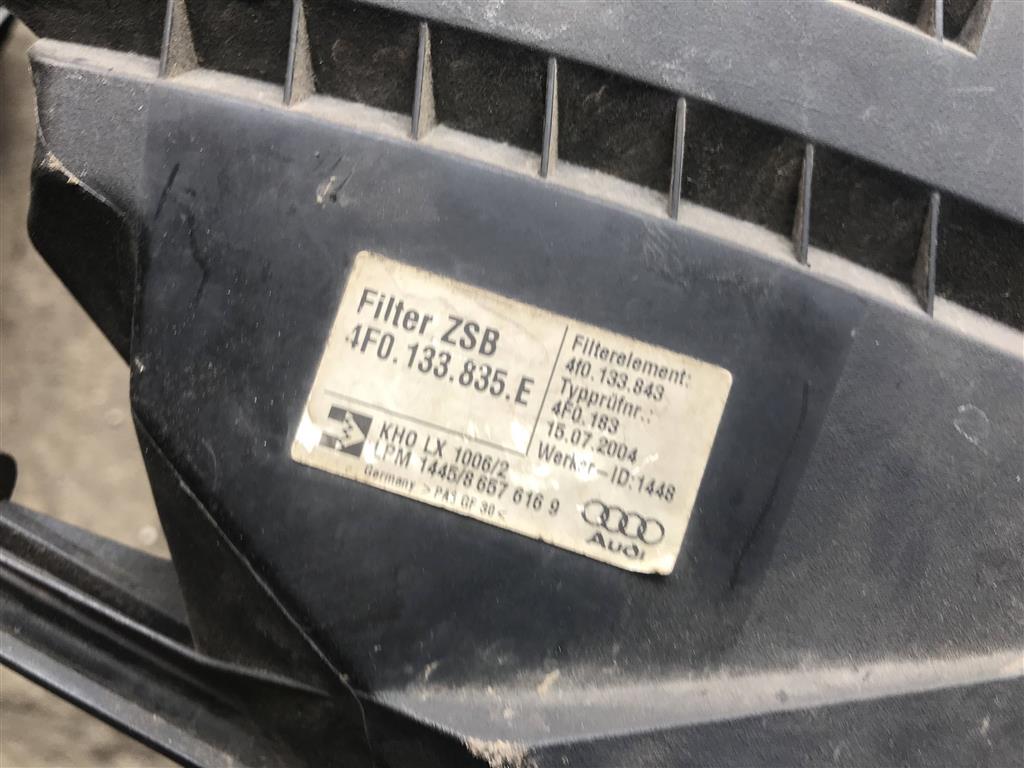 Filter ZSB
4F0.133.835.E
Filterelement:
4f0.133.843
Typprüfnr.:
4F0.183
15.07.2004
Werker-ID:1448
KHO LX 1006/2
LPM 1445/8 657 616 9
Germany >PA3 GF 30<
Audi